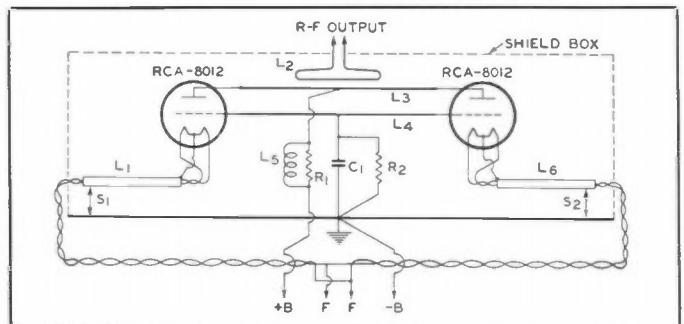 R-F OUTPUT
SHIELD BOX
RCA-8012
L2
RCA-8012
L3
L4
L5
R1
C1
R2
L1
L6
S1
S2
+B F F -B